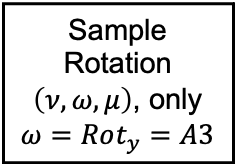 Sample
Rotation
(ν, ω, μ), only
ω = Rot_y = A3